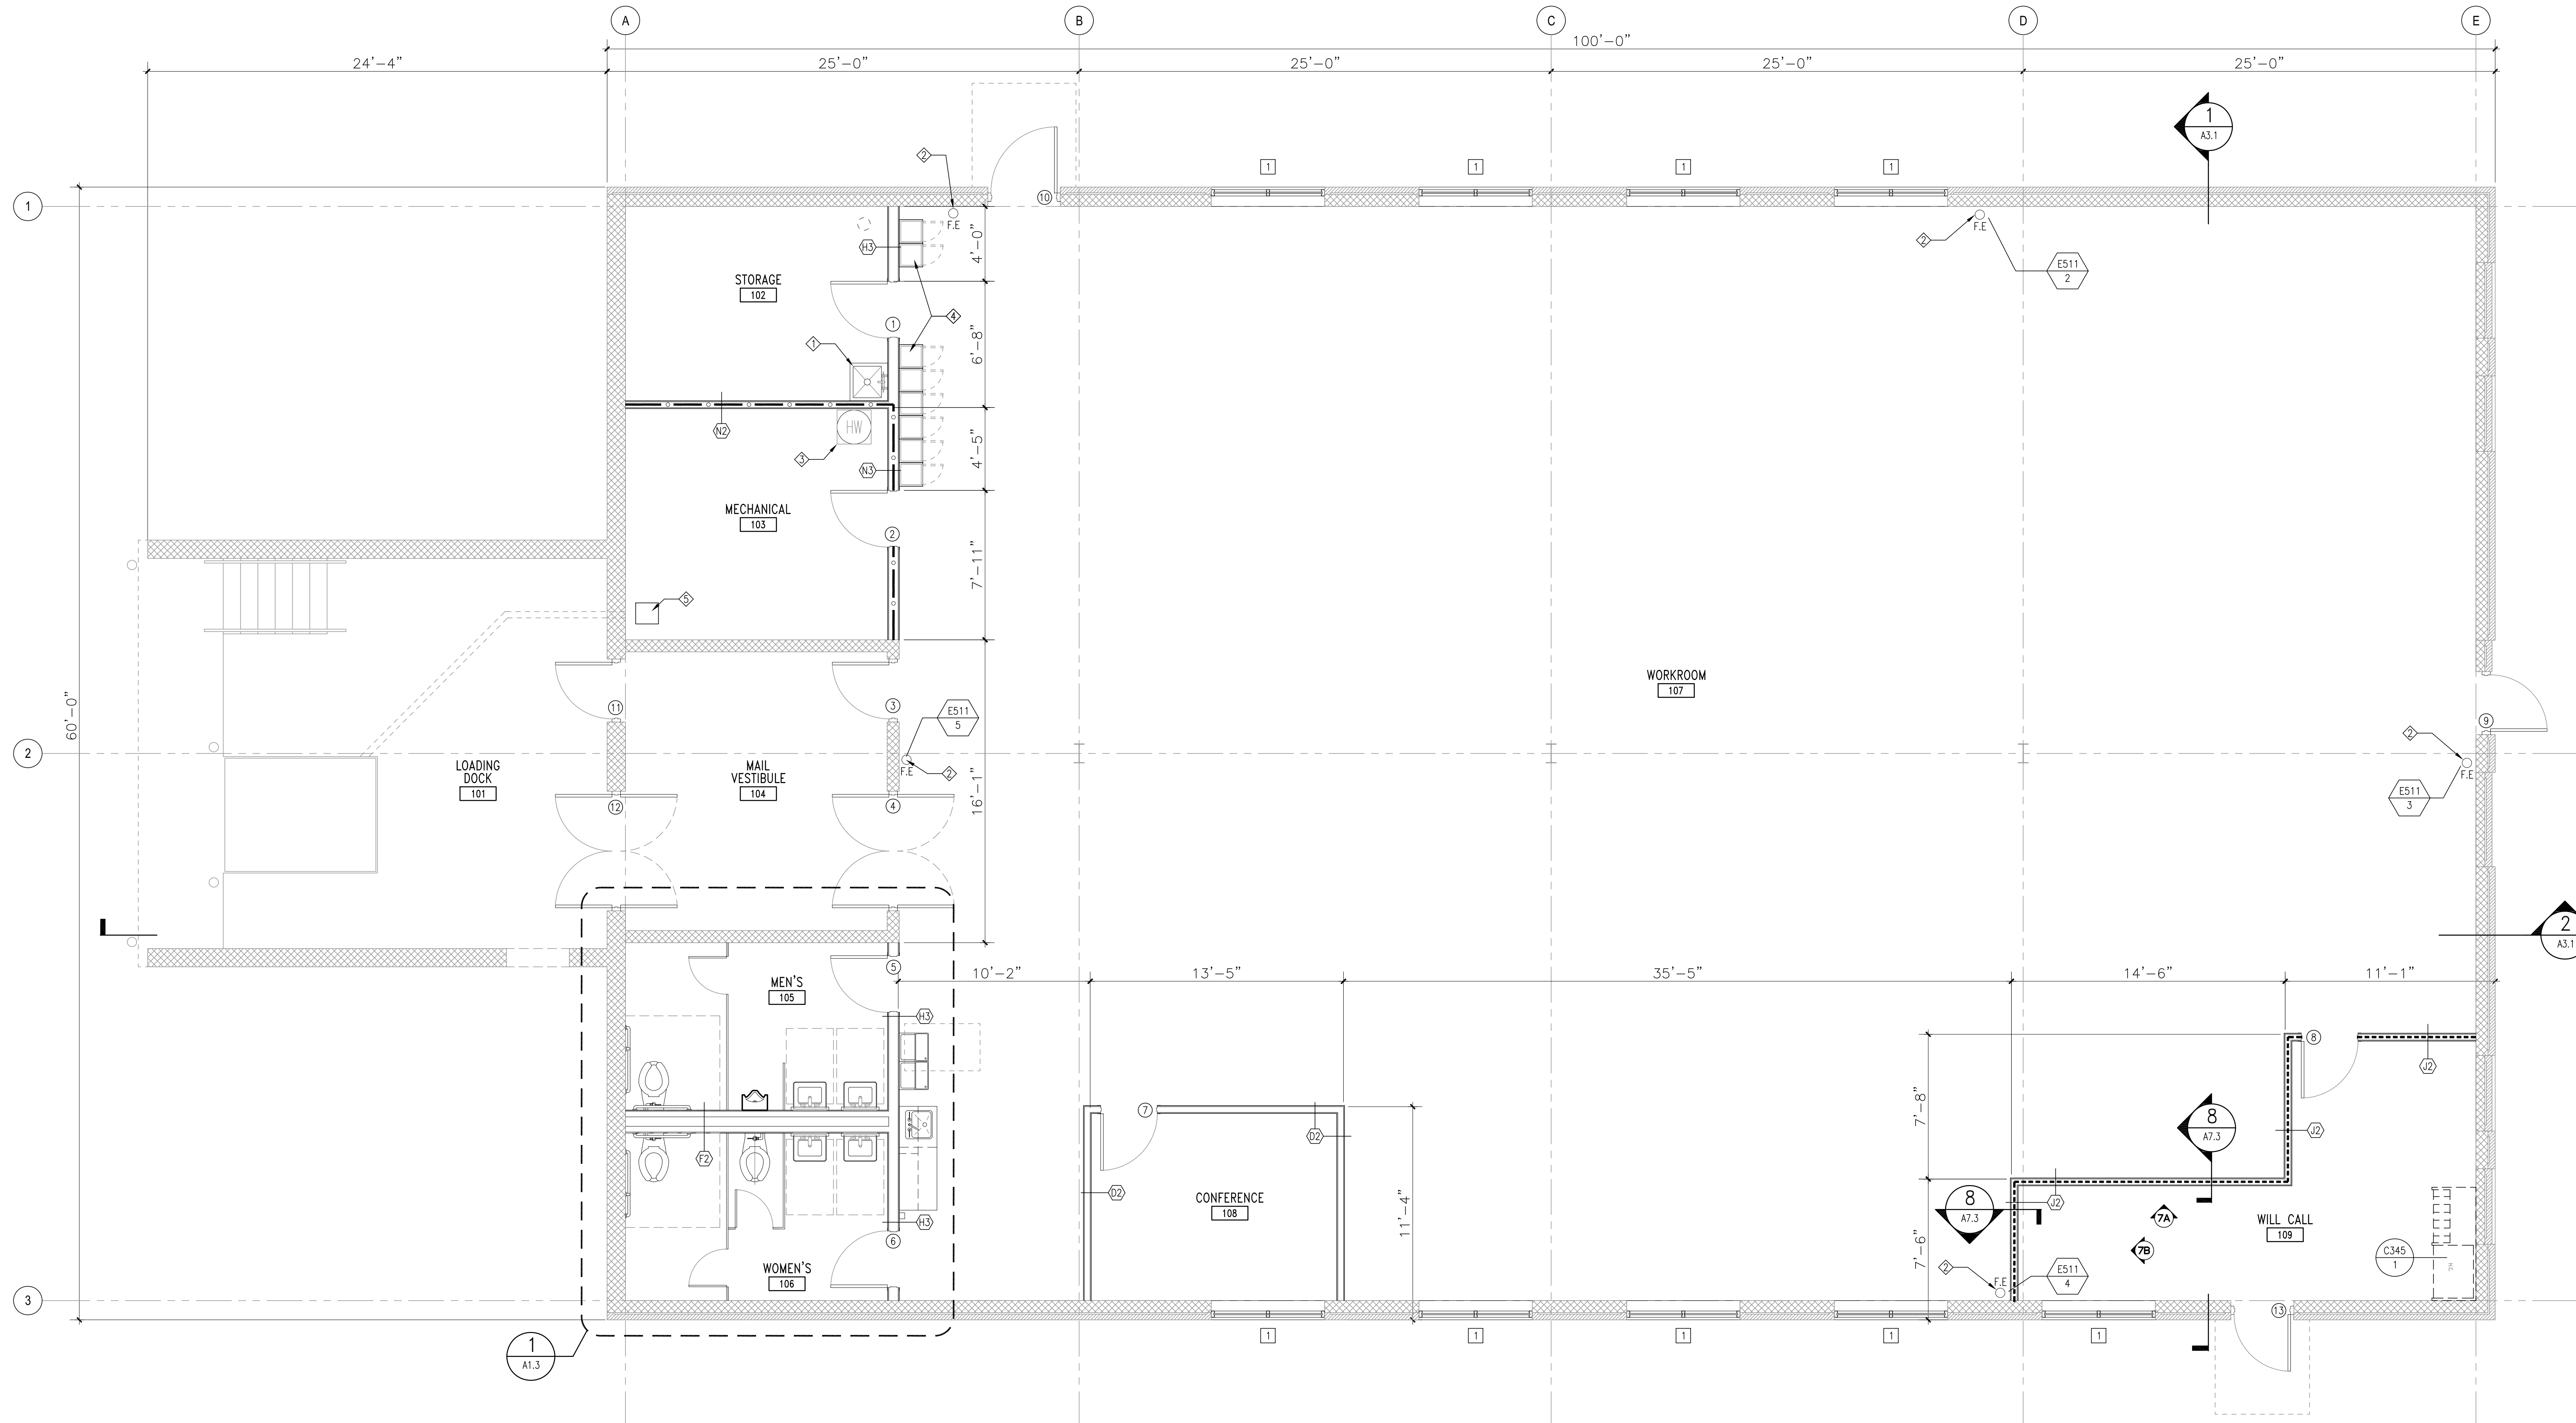 A
B
C
D
E
100'-0"
24'-4"
25'-0"
25'-0"
25'-0"
25'-0"
1
A3.1
2
1
1
1
1
1
10
F.E
2
F.E
E511
2
H3
4'-0"
STORAGE
102
4
1
1
6'-8"
N2
HW
3
N3
4'-5"
MECHANICAL
103
2
7'-11"
5
60'-0"
WORKROOM
107
11
3
E511
5
9
2
2
F.E
2
F.E
LOADING
DOCK
101
MAIL
VESTIBULE
104
12
4
16'-1"
E511
3
2
A3.1
5
10'-2"
13'-5"
35'-5"
14'-6"
11'-1"
MEN'S
105
H3
8
J2
7'-8"
7
D2
8
A7.3
J2
F2
D2
CONFERENCE
108
11'-4"
8
A7.3
J2
7A
WILL CALL
109
H3
6
7B
7'-6"
C345
1
WOMEN'S
106
2
F.E
E511
4
3
13
1
A1.3
1
1
1
1
1